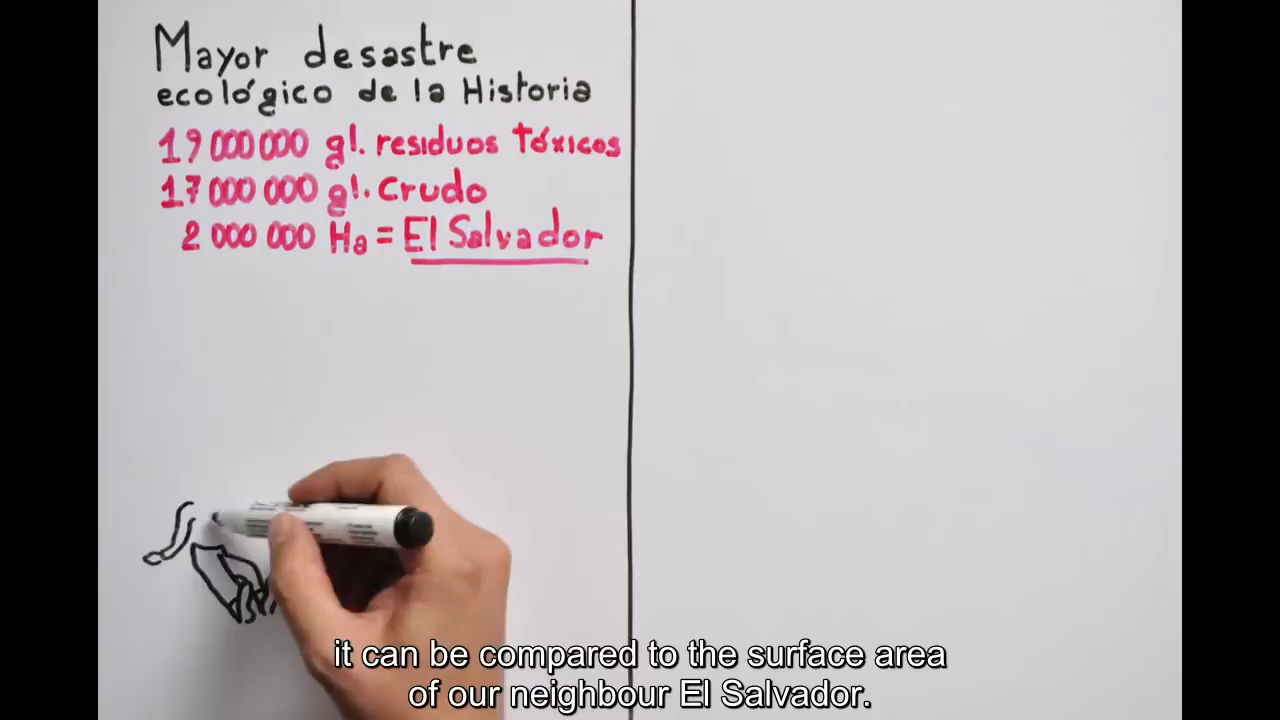 Mayor desastre
ecológico de la Historia
19 000 000 gl. residuos tóxicos
17 000 000 gl. Crudo
2 000 000 Ha = El Salvador
it can be compared to the surface area
of our neighbour El Salvador.